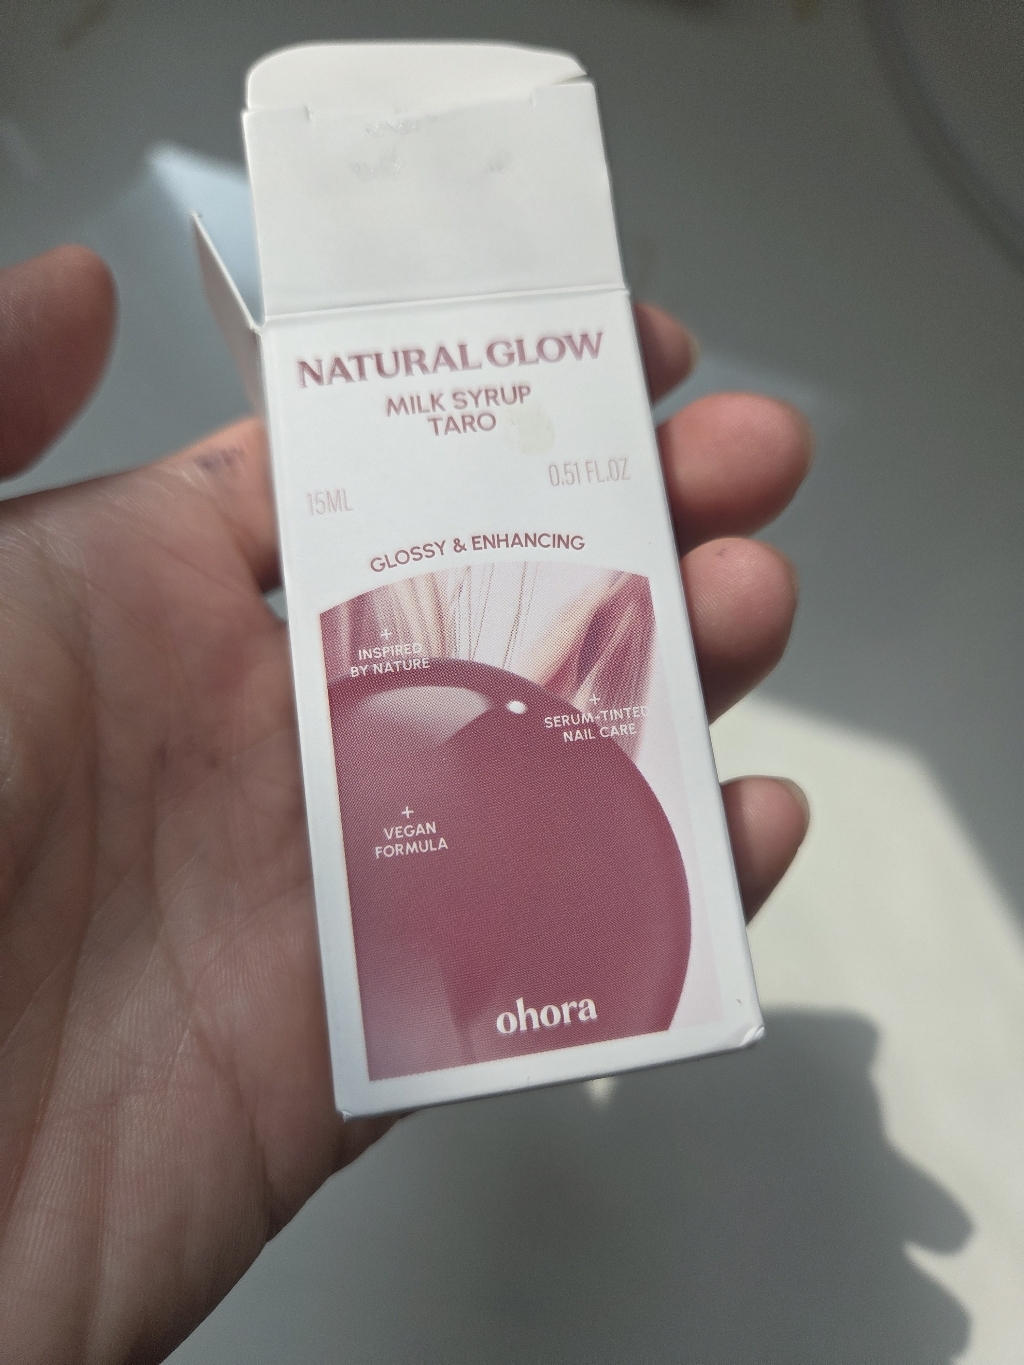 NATURAL GLOW
MILK SYRUP
TARO
15ML
0.51 FL.OZ
GLOSSY & ENHANCING
+
INSPIRED
BY NATURE
+
SERUM-TINTED
NAIL CARE
+
VEGAN
FORMULA
ohora